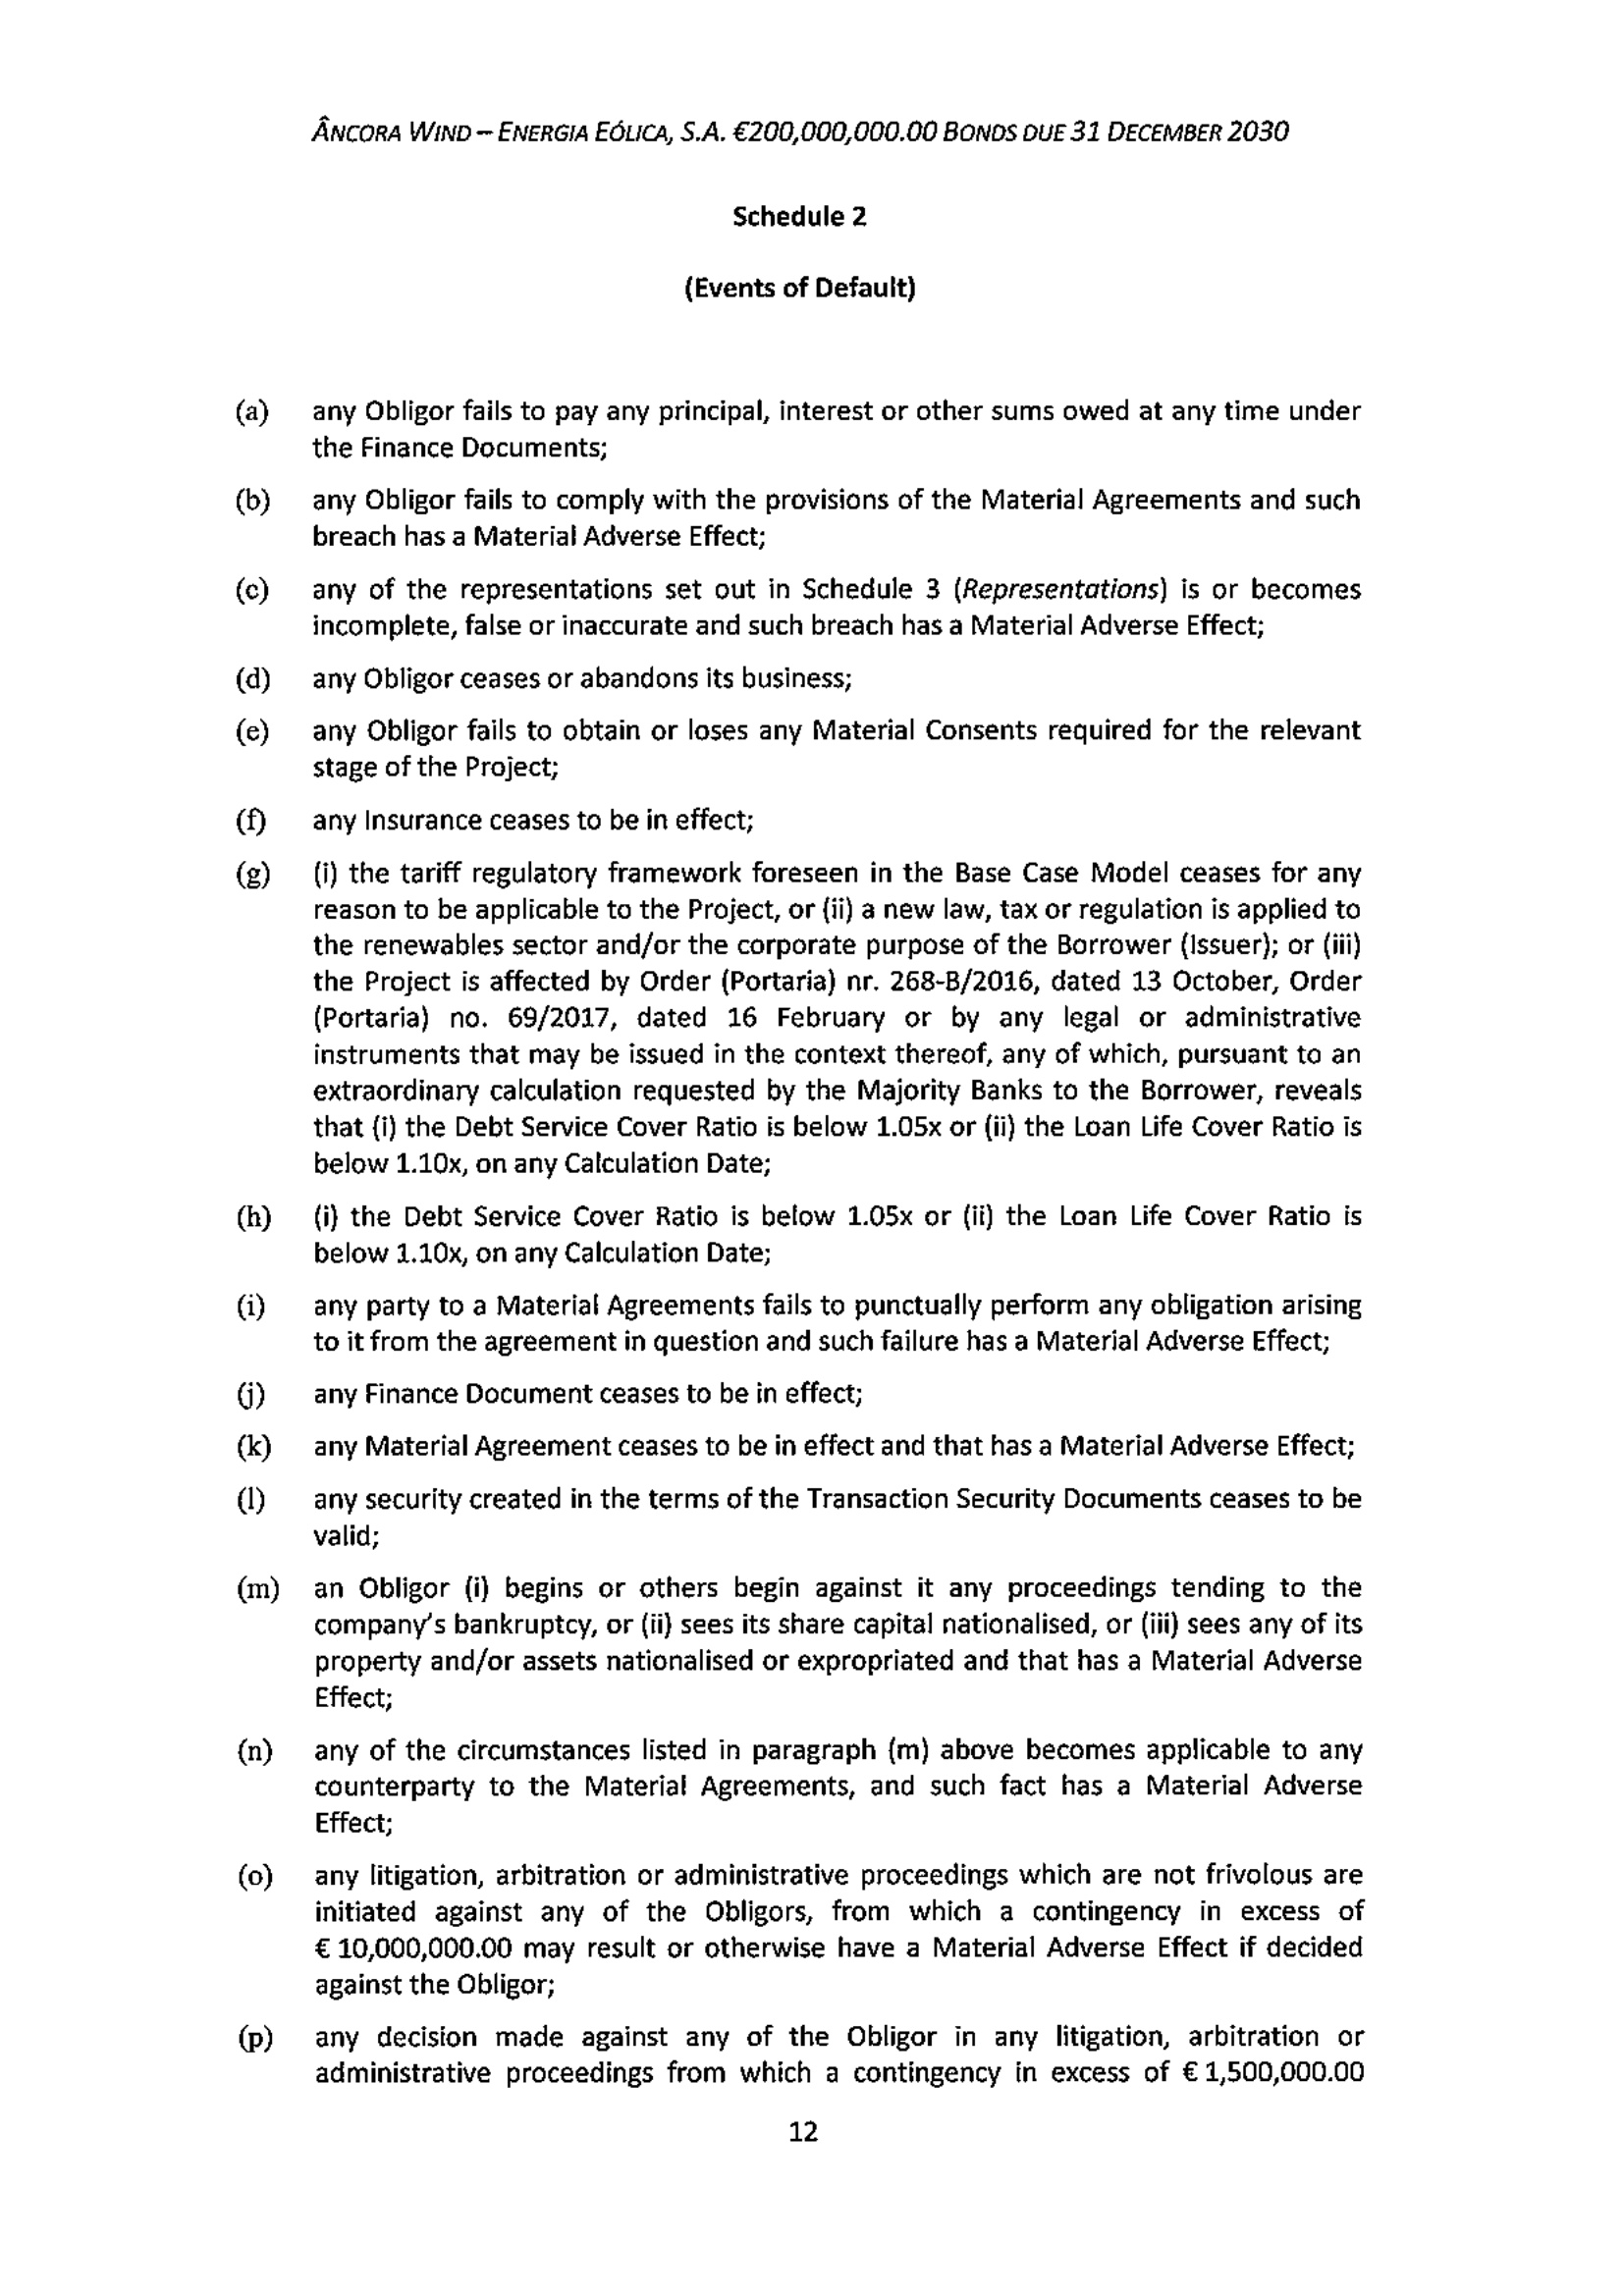 ÂNCORA WIND – ENERGIA EÓLICA, S.A. €200,000,000.00 BONDS DUE 31 DECEMBER 2030
Schedule 2
(Events of Default)
(a) any Obligor fails to pay any principal, interest or other sums owed at any time under
the Finance Documents;
(b) any Obligor fails to comply with the provisions of the Material Agreements and such
breach has a Material Adverse Effect;
(c) any of the representations set out in Schedule 3 (Representations) is or becomes
incomplete, false or inaccurate and such breach has a Material Adverse Effect;
(d) any Obligor ceases or abandons its business;
(e) any Obligor fails to obtain or loses any Material Consents required for the relevant
stage of the Project;
(f) any Insurance ceases to be in effect;
(g) (i) the tariff regulatory framework foreseen in the Base Case Model ceases for any
reason to be applicable to the Project, or (ii) a new law, tax or regulation is applied to
the renewables sector and/or the corporate purpose of the Borrower (Issuer); or (iii)
the Project is affected by Order (Portaria) nr. 268-B/2016, dated 13 October, Order
(Portaria) no. 69/2017, dated 16 February or by any legal or administrative
instruments that may be issued in the context thereof, any of which, pursuant to an
extraordinary calculation requested by the Majority Banks to the Borrower, reveals
that (i) the Debt Service Cover Ratio is below 1.05x or (ii) the Loan Life Cover Ratio is
below 1.10x, on any Calculation Date;
(h) (i) the Debt Service Cover Ratio is below 1.05x or (ii) the Loan Life Cover Ratio is
below 1.10x, on any Calculation Date;
(i) any party to a Material Agreements fails to punctually perform any obligation arising
to it from the agreement in question and such failure has a Material Adverse Effect;
(j) any Finance Document ceases to be in effect;
(k) any Material Agreement ceases to be in effect and that has a Material Adverse Effect;
(l) any security created in the terms of the Transaction Security Documents ceases to be
valid;
(m) an Obligor (i) begins or others begin against it any proceedings tending to the
company's bankruptcy, or (ii) sees its share capital nationalised, or (iii) sees any of its
property and/or assets nationalised or expropriated and that has a Material Adverse
Effect;
(n) any of the circumstances listed in paragraph (m) above becomes applicable to any
counterparty to the Material Agreements, and such fact has a Material Adverse
Effect;
(o) any litigation, arbitration or administrative proceedings which are not frivolous are
initiated against any of the Obligors, from which a contingency in excess of
€ 10,000,000.00 may result or otherwise have a Material Adverse Effect if decided
against the Obligor;
(p) any decision made against any of the Obligor in any litigation, arbitration or
administrative proceedings from which a contingency in excess of € 1,500,000.00
12